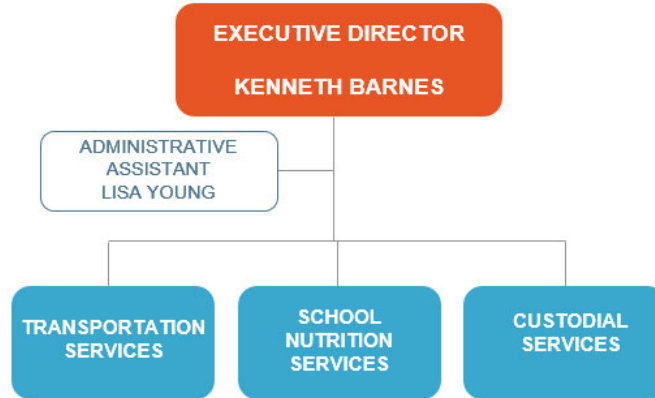 EXECUTIVE DIRECTOR
KENNETH BARNES
ADMINISTRATIVE
ASSISTANT
LISA YOUNG
TRANSPORTATION
SERVICES
SCHOOL
NUTRITION
SERVICES
CUSTODIAL
SERVICES